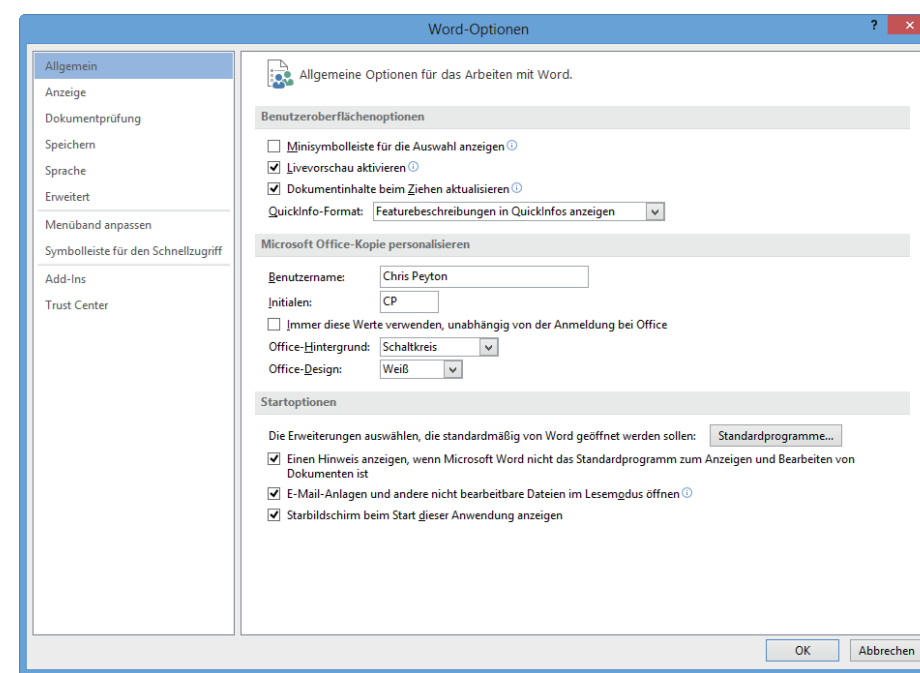 Word-Optionen
?
Allgemein
Anzeige
Dokumentprüfung
Speichern
Sprache
Erweitert
Menüband anpassen
Symbolleiste für den Schnellzugriff
Add-Ins
Trust Center
Allgemeine Optionen für das Arbeiten mit Word.
Benutzeroberflächenoptionen
Minisymbolleiste für die Auswahl anzeigen
Livevorschau aktivieren
Dokumentinhalte beim Ziehen aktualisieren
QuickInfo-Format: Featurebeschreibungen in QuickInfos anzeigen
Microsoft Office-Kopie personalisieren
Benutzername: Chris Peyton
Initialen: CP
Immer diese Werte verwenden, unabhängig von der Anmeldung bei Office
Office-Hintergrund: Schaltkreis
Office-Design: Weiß
Startoptionen
Die Erweiterungen auswählen, die standardmäßig von Word geöffnet werden sollen: Standardprogramme...
Einen Hinweis anzeigen, wenn Microsoft Word nicht das Standardprogramm zum Anzeigen und Bearbeiten von
Dokumenten ist
E-Mail-Anlagen und andere nicht bearbeitbare Dateien im Lesemodus öffnen
Starbildschirm beim Start dieser Anwendung anzeigen
OK Abbrechen